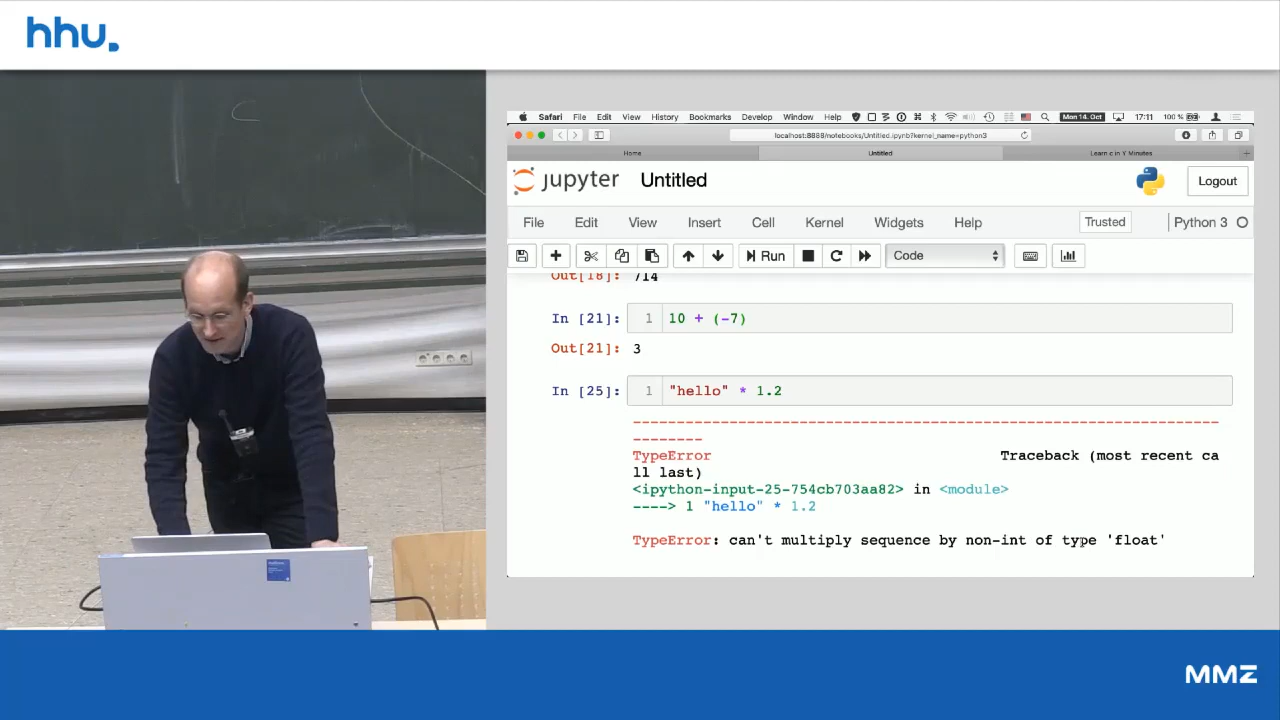 hhu.
Safari File Edit View History Bookmarks Develop Window Help Mon 14. Oct 17:11 100 %
localhost:8888/notebooks/Untitled.ipynb?kernel_name=python3
Home Untitled Learn c in Y Minutes
jupyter Untitled Logout
File Edit View Insert Cell Kernel Widgets Help Trusted Python 3
Run Code
Out[18]: 714
In [21]: 1 10 + (-7)
Out[21]: 3
In [25]: 1 "hello" * 1.2
---------------------------------------------------------------------------
TypeError Traceback (most recent ca
ll last)
<ipython-input-25-754cb703aa82> in <module>
----> 1 "hello" * 1.2
TypeError: can't multiply sequence by non-int of type 'float'
MMZ